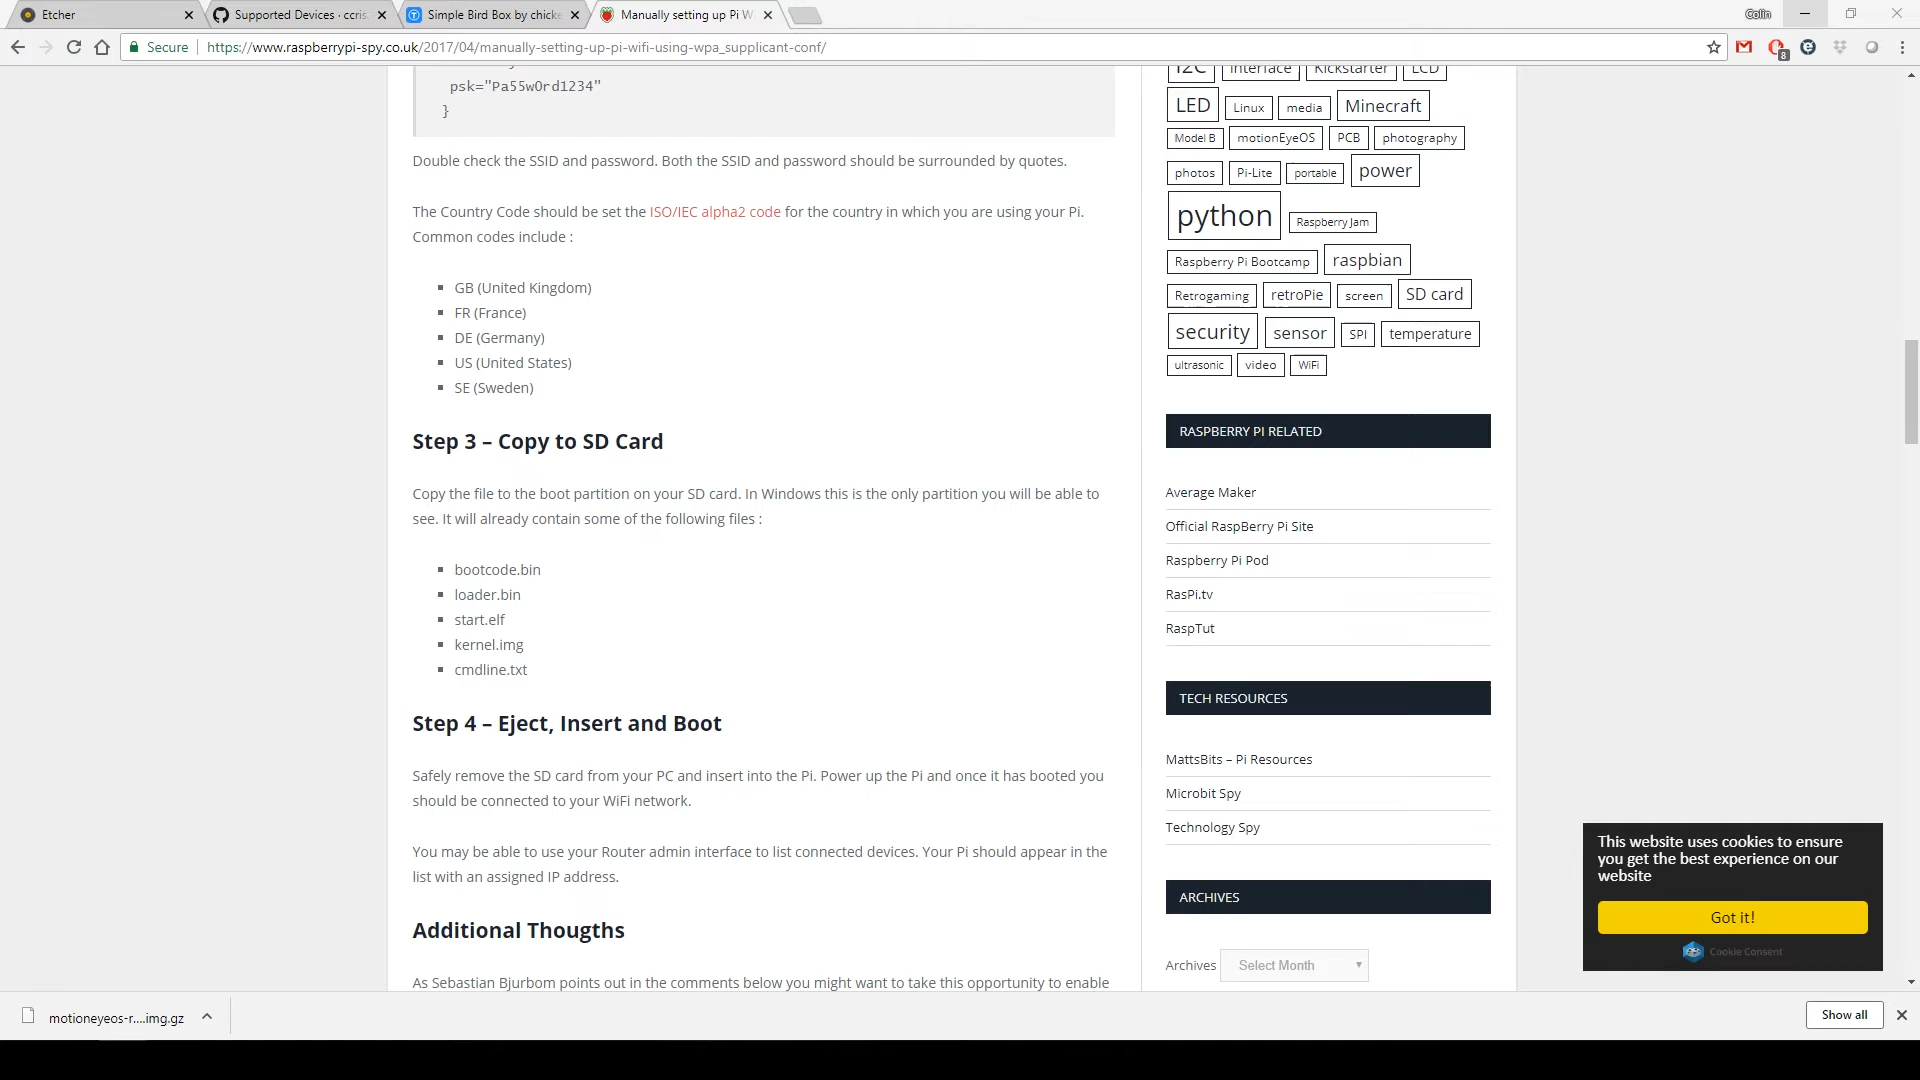 Etcher
Supported Devices · ccris
Simple Bird Box by chicke
Manually setting up Pi W
Colin
Secure
https://www.raspberrypi-spy.co.uk/2017/04/manually-setting-up-pi-wifi-using-wpa_supplicant-conf/
8
psk="Pa55w0rd1234"
}
Double check the SSID and password. Both the SSID and password should be surrounded by quotes.
The Country Code should be set the ISO/IEC alpha2 code for the country in which you are using your Pi.
Common codes include :
GB (United Kingdom)
FR (France)
DE (Germany)
US (United States)
SE (Sweden)
Step 3 – Copy to SD Card
Copy the file to the boot partition on your SD card. In Windows this is the only partition you will be able to
see. It will already contain some of the following files :
bootcode.bin
loader.bin
start.elf
kernel.img
cmdline.txt
Step 4 – Eject, Insert and Boot
Safely remove the SD card from your PC and insert into the Pi. Power up the Pi and once it has booted you
should be connected to your WiFi network.
You may be able to use your Router admin interface to list connected devices. Your Pi should appear in the
list with an assigned IP address.
Additional Thougths
As Sebastian Bjurbom points out in the comments below you might want to take this opportunity to enable
I2C Interface Kickstarter LCD
LED Linux media Minecraft
Model B motionEyeOS PCB photography
photos Pi-Lite portable power
python Raspberry Jam
Raspberry Pi Bootcamp raspbian
Retrogaming retroPie screen SD card
security sensor SPI temperature
ultrasonic video WiFi
RASPBERRY PI RELATED
Average Maker
Official RaspBerry Pi Site
Raspberry Pi Pod
RasPi.tv
RaspTut
TECH RESOURCES
MattsBits – Pi Resources
Microbit Spy
Technology Spy
ARCHIVES
Archives Select Month
This website uses cookies to ensure
you get the best experience on our
website
Got it!
Cookie Consent
motioneyeos-r....img.gz
Show all